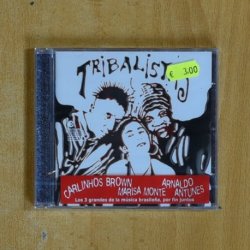 TRIBALISTAS
€ 3,00
CARLINHOS BROWN
MARISA MONTE
ARNALDO ANTUNES
Los 3 grandes de la música brasileña, por fin juntos